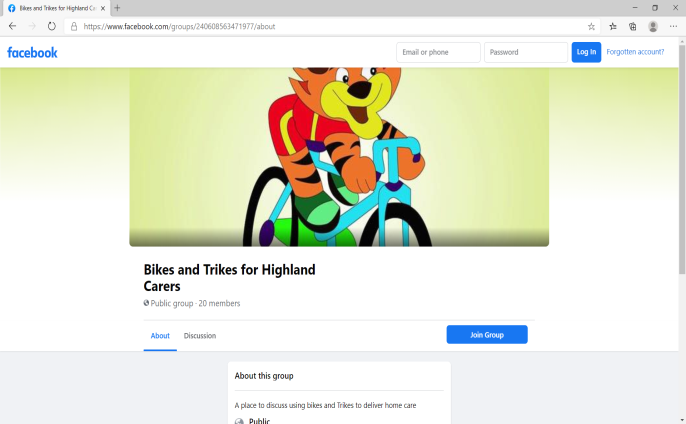 Bikes and Trikes for Highland Ca
https://www.facebook.com/groups/240608563471977/about
facebook
Email or phone
Password
Log In
Forgotten account?
Bikes and Trikes for Highland
Carers
Public group · 20 members
About
Discussion
Join Group
About this group
A place to discuss using bikes and Trikes to deliver home care
Public